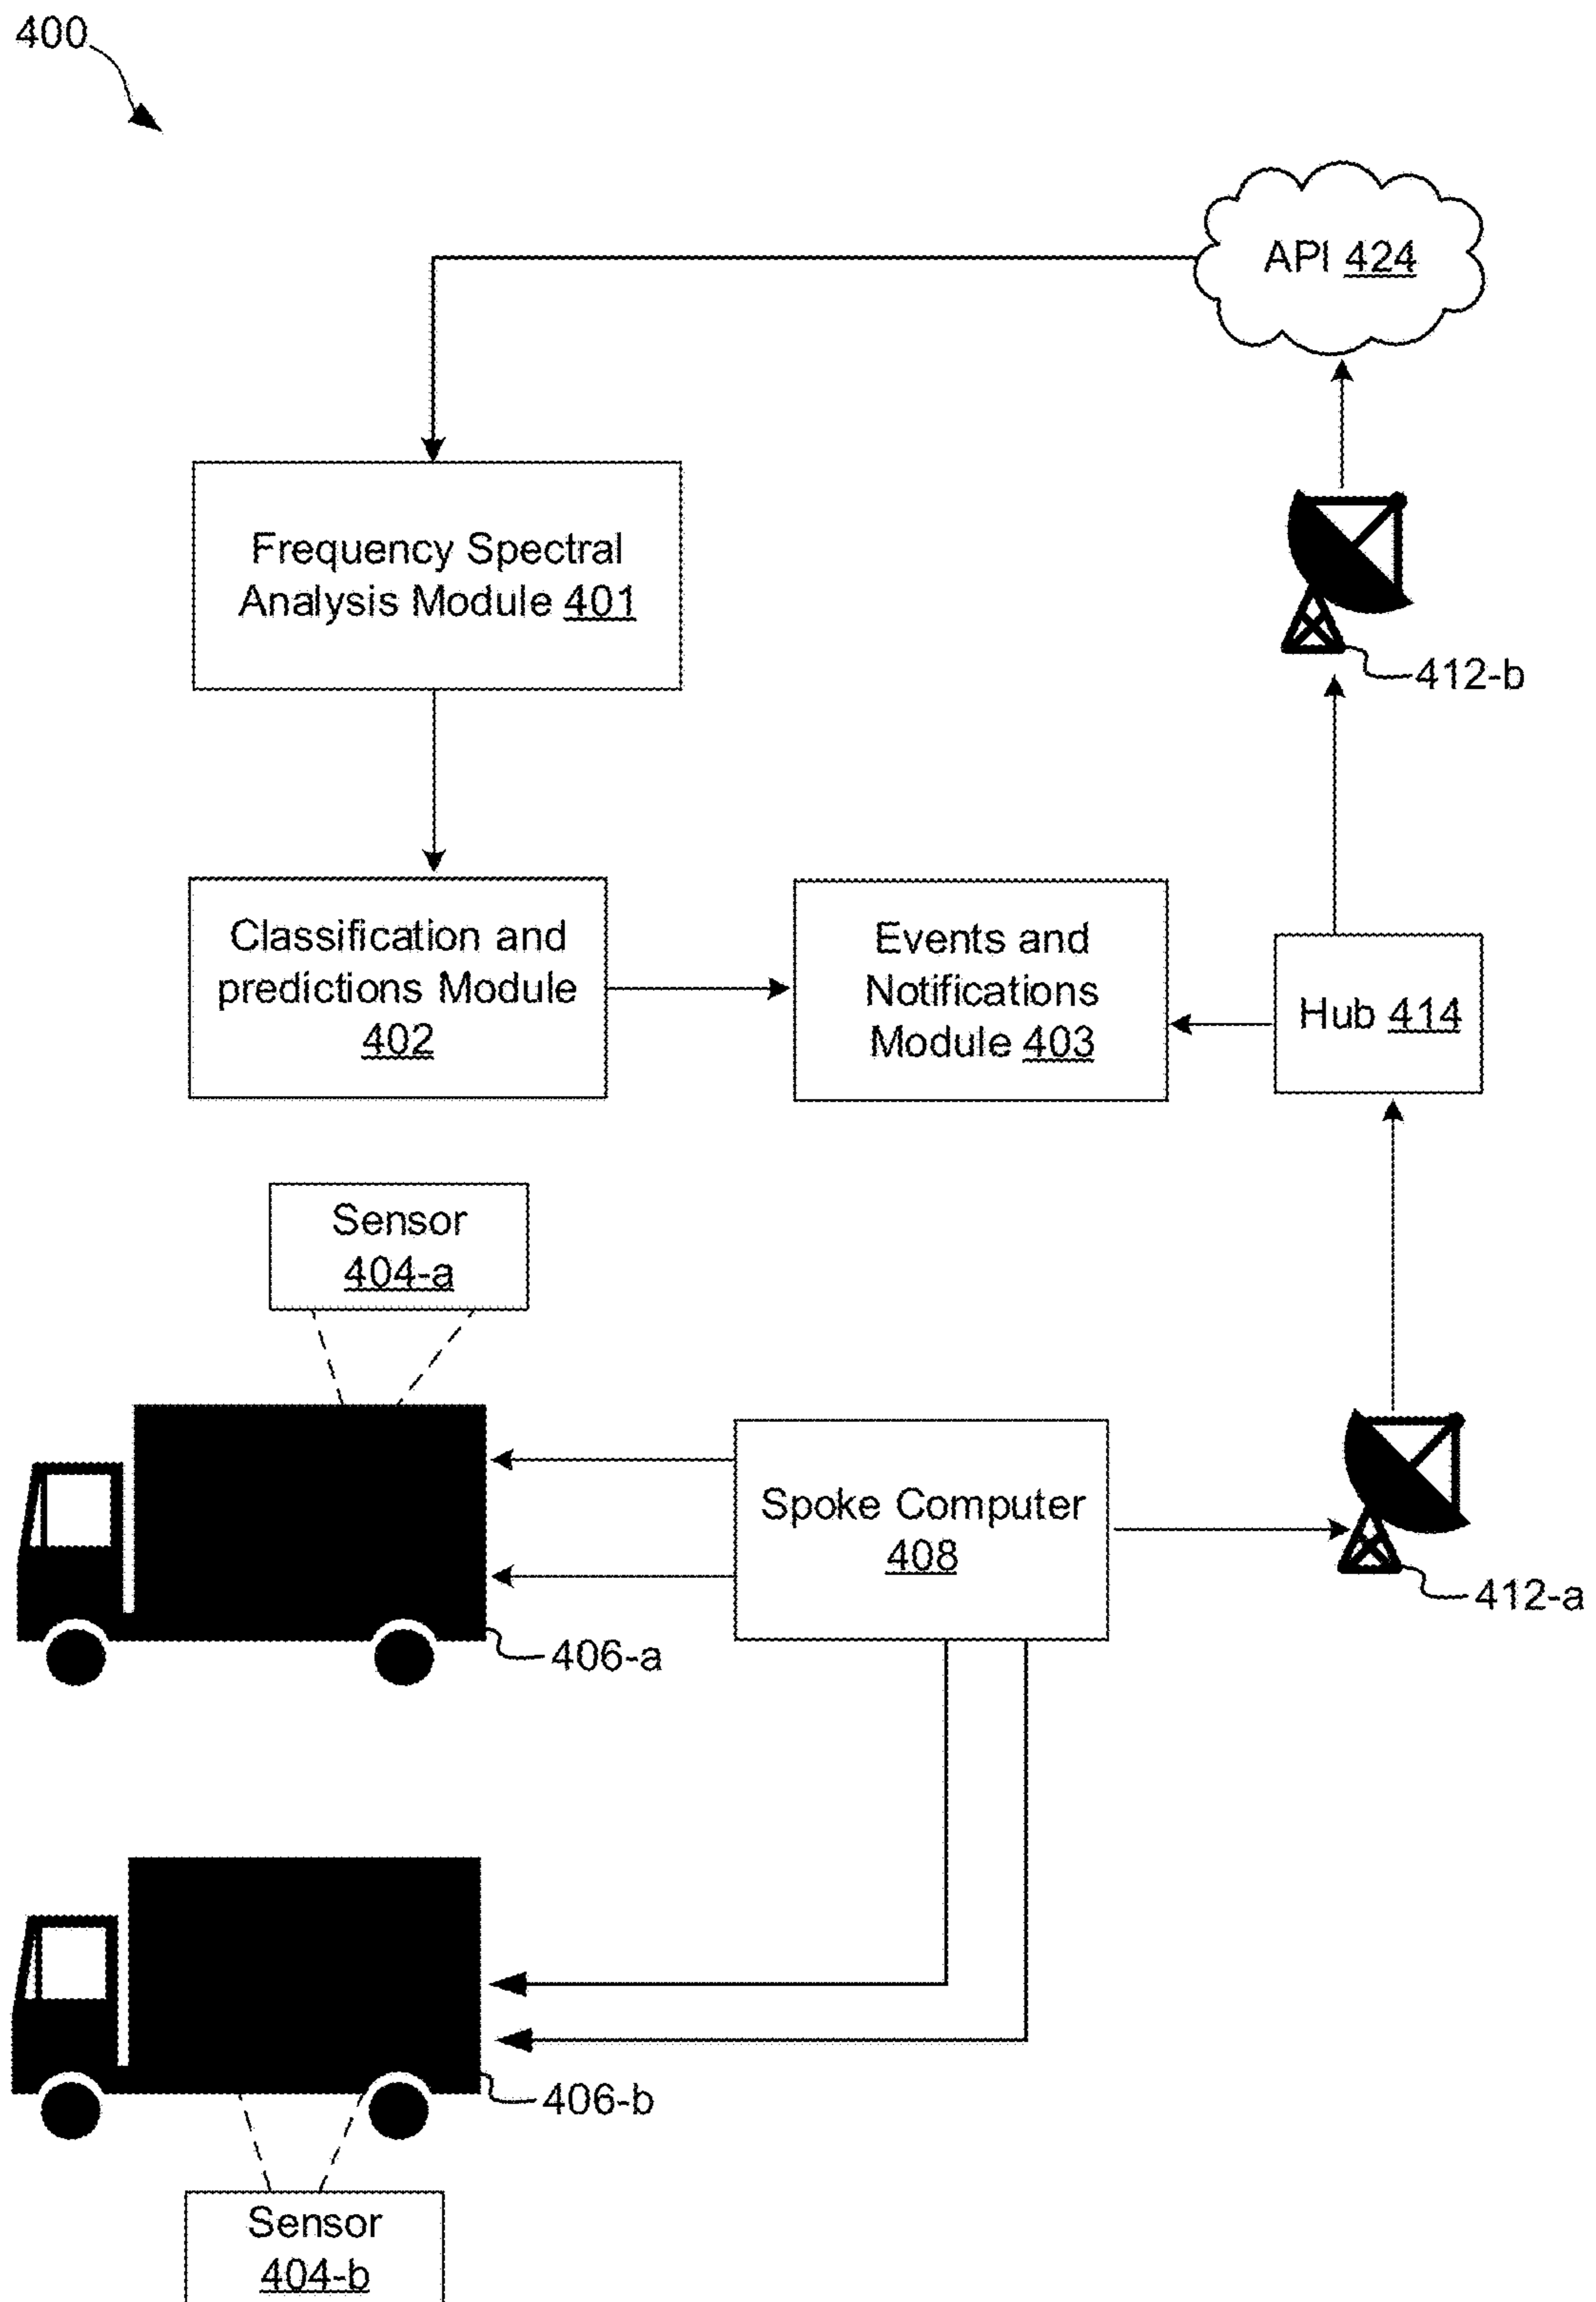 400
API 424
Frequency Spectral
Analysis Module 401
412-b
Classification and
predictions Module
402
Events and
Notifications
Module 403
Hub 414
Sensor
404-a
Spoke Computer
408
412-a
406-a
406-b
Sensor
404-b